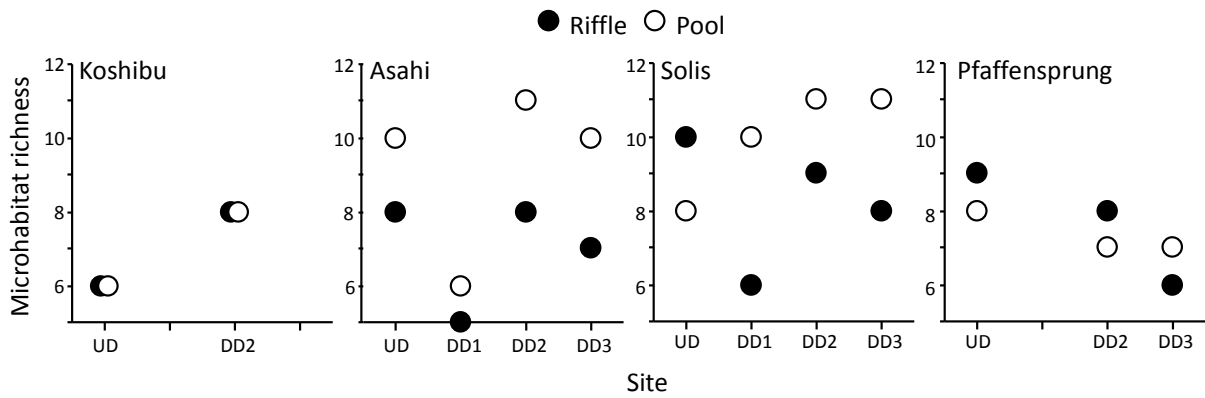 Riffle Pool
Koshibu Asahi Solis Pfaffensprung
Microhabitat richness
12 12 12
10 10 10 10
8 8 8 8
6 6 6 6
12
UD DD2 UD DD1 DD2 DD3 UD DD1 DD2 DD3 UD DD2 DD3
Site